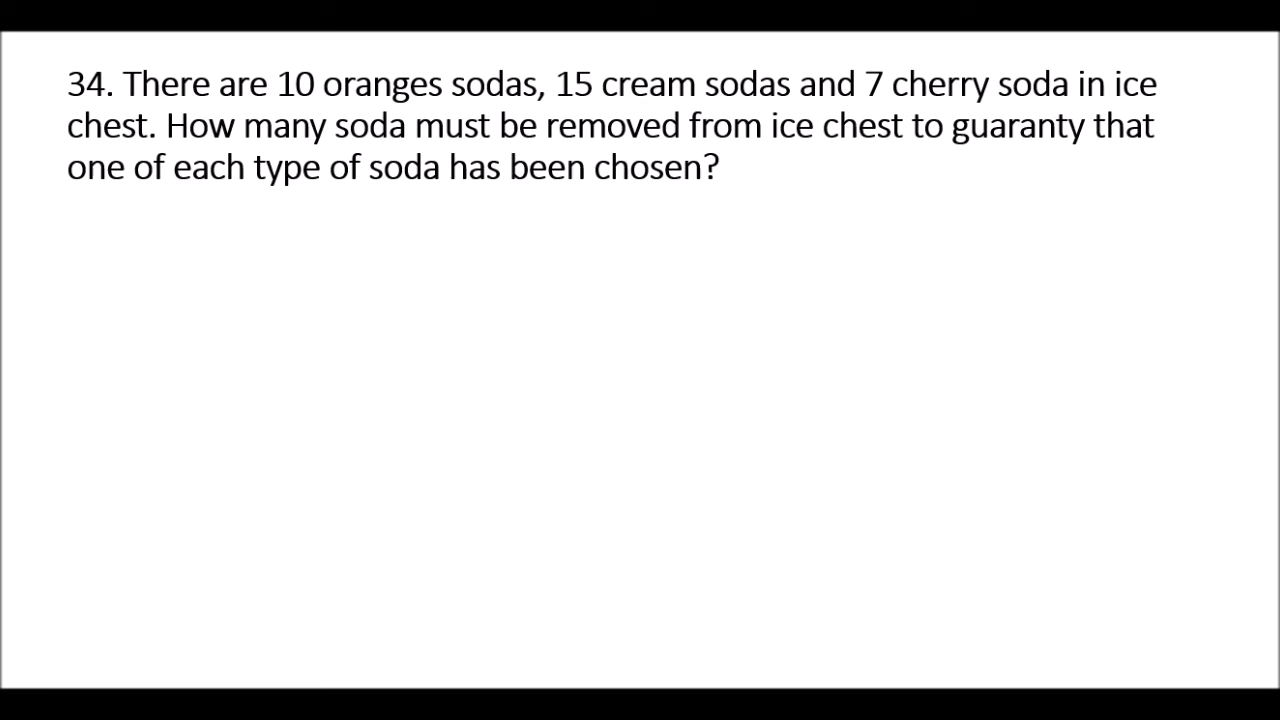 34. There are 10 oranges sodas, 15 cream sodas and 7 cherry soda in ice
chest. How many soda must be removed from ice chest to guaranty that
one of each type of soda has been chosen?